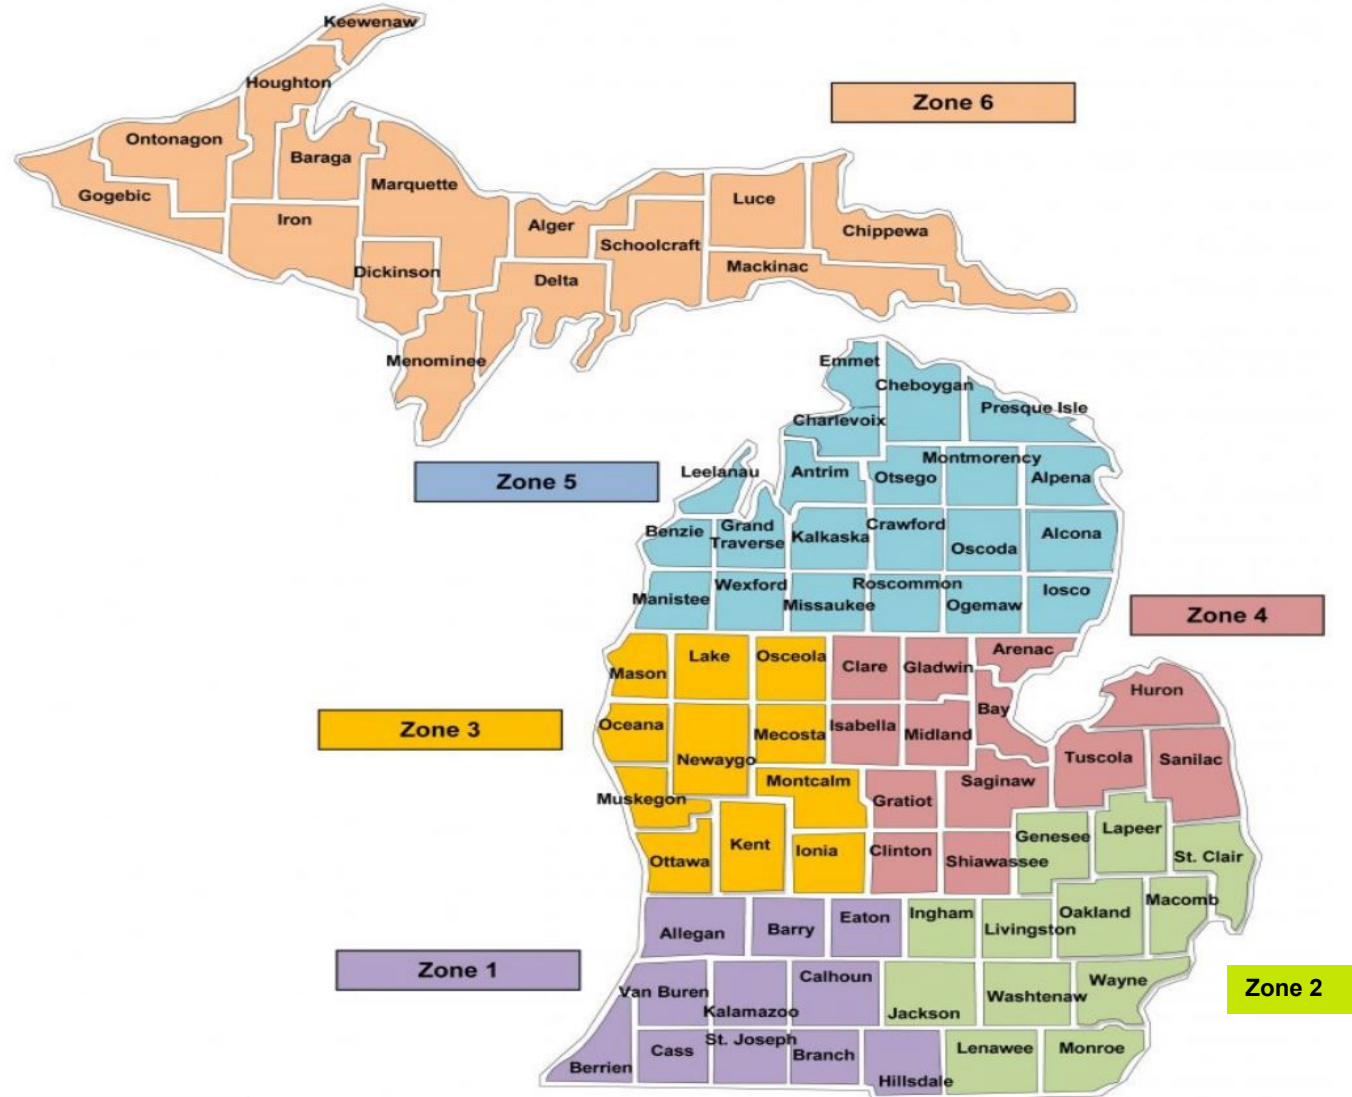 Keewenaw
Houghton
Zone 6
Ontonagon
Baraga
Marquette
Gogebic
Luce
Iron
Alger
Chippewa
Schoolcraft
Dickinson
Mackinac
Delta
Menominee
Emmet
Cheboygan
Presque Isle
Charlevoix
Zone 5
Leelanau
Antrim
Montmorency
Otsego
Alpena
Benzie
Grand
Traverse
Kalkaska
Crawford
Oscoda
Alcona
Manistee
Wexford
Missaukee
Roscommon
Ogemaw
Iosco
Zone 4
Mason
Lake
Osceola
Clare
Gladwin
Arenac
Huron
Zone 3
Oceana
Newaygo
Mecosta
Isabella
Midland
Bay
Tuscola
Sanilac
Muskegon
Montcalm
Gratiot
Saginaw
Ottawa
Kent
Ionia
Clinton
Shiawassee
Genesee
Lapeer
St. Clair
Allegan
Barry
Eaton
Ingham
Livingston
Oakland
Macomb
Zone 1
Van Buren
Kalamazoo
Calhoun
Jackson
Washtenaw
Wayne
Zone 2
Berrien
Cass
St. Joseph
Branch
Hillsdale
Lenawee
Monroe